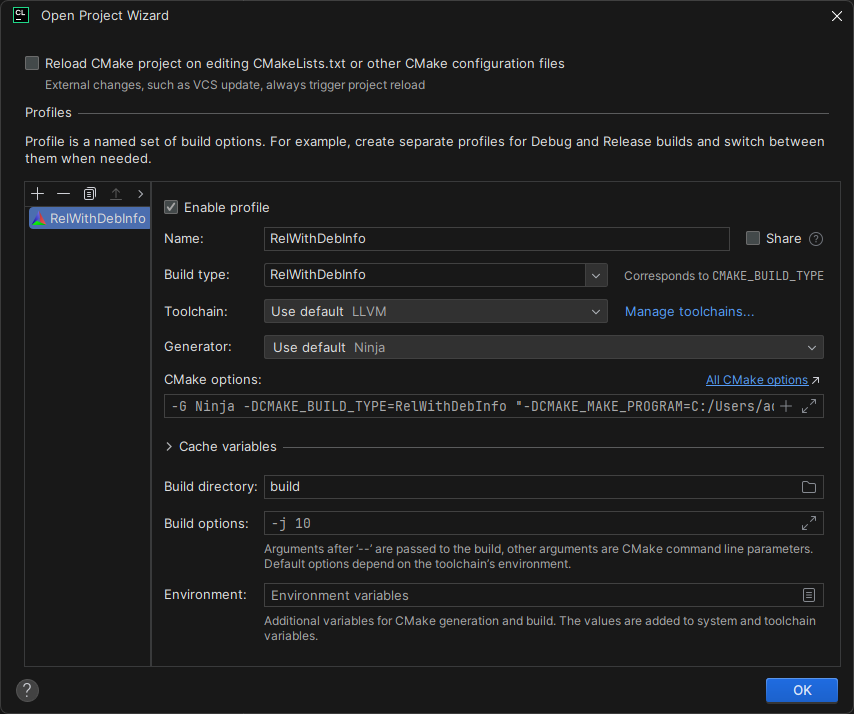 CL
Open Project Wizard
Reload CMake project on editing CMakeLists.txt or other CMake configuration files
External changes, such as VCS update, always trigger project reload
Profiles
Profile is a named set of build options. For example, create separate profiles for Debug and Release builds and switch between
them when needed.
RelWithDebInfo
Enable profile
Name: RelWithDebInfo Share ?
Build type: RelWithDebInfo Corresponds to CMAKE_BUILD_TYPE
Toolchain: Use default LLVM Manage toolchains...
Generator: Use default Ninja
CMake options: All CMake options ↗
-G Ninja -DCMAKE_BUILD_TYPE=RelWithDebInfo "-DCMAKE_MAKE_PROGRAM=C:/Users/ac
Cache variables
Build directory: build
Build options: -j 10
Arguments after '--' are passed to the build, other arguments are CMake command line parameters.
Default options depend on the toolchain's environment.
Environment: Environment variables
Additional variables for CMake generation and build. The values are added to system and toolchain
variables.
? OK